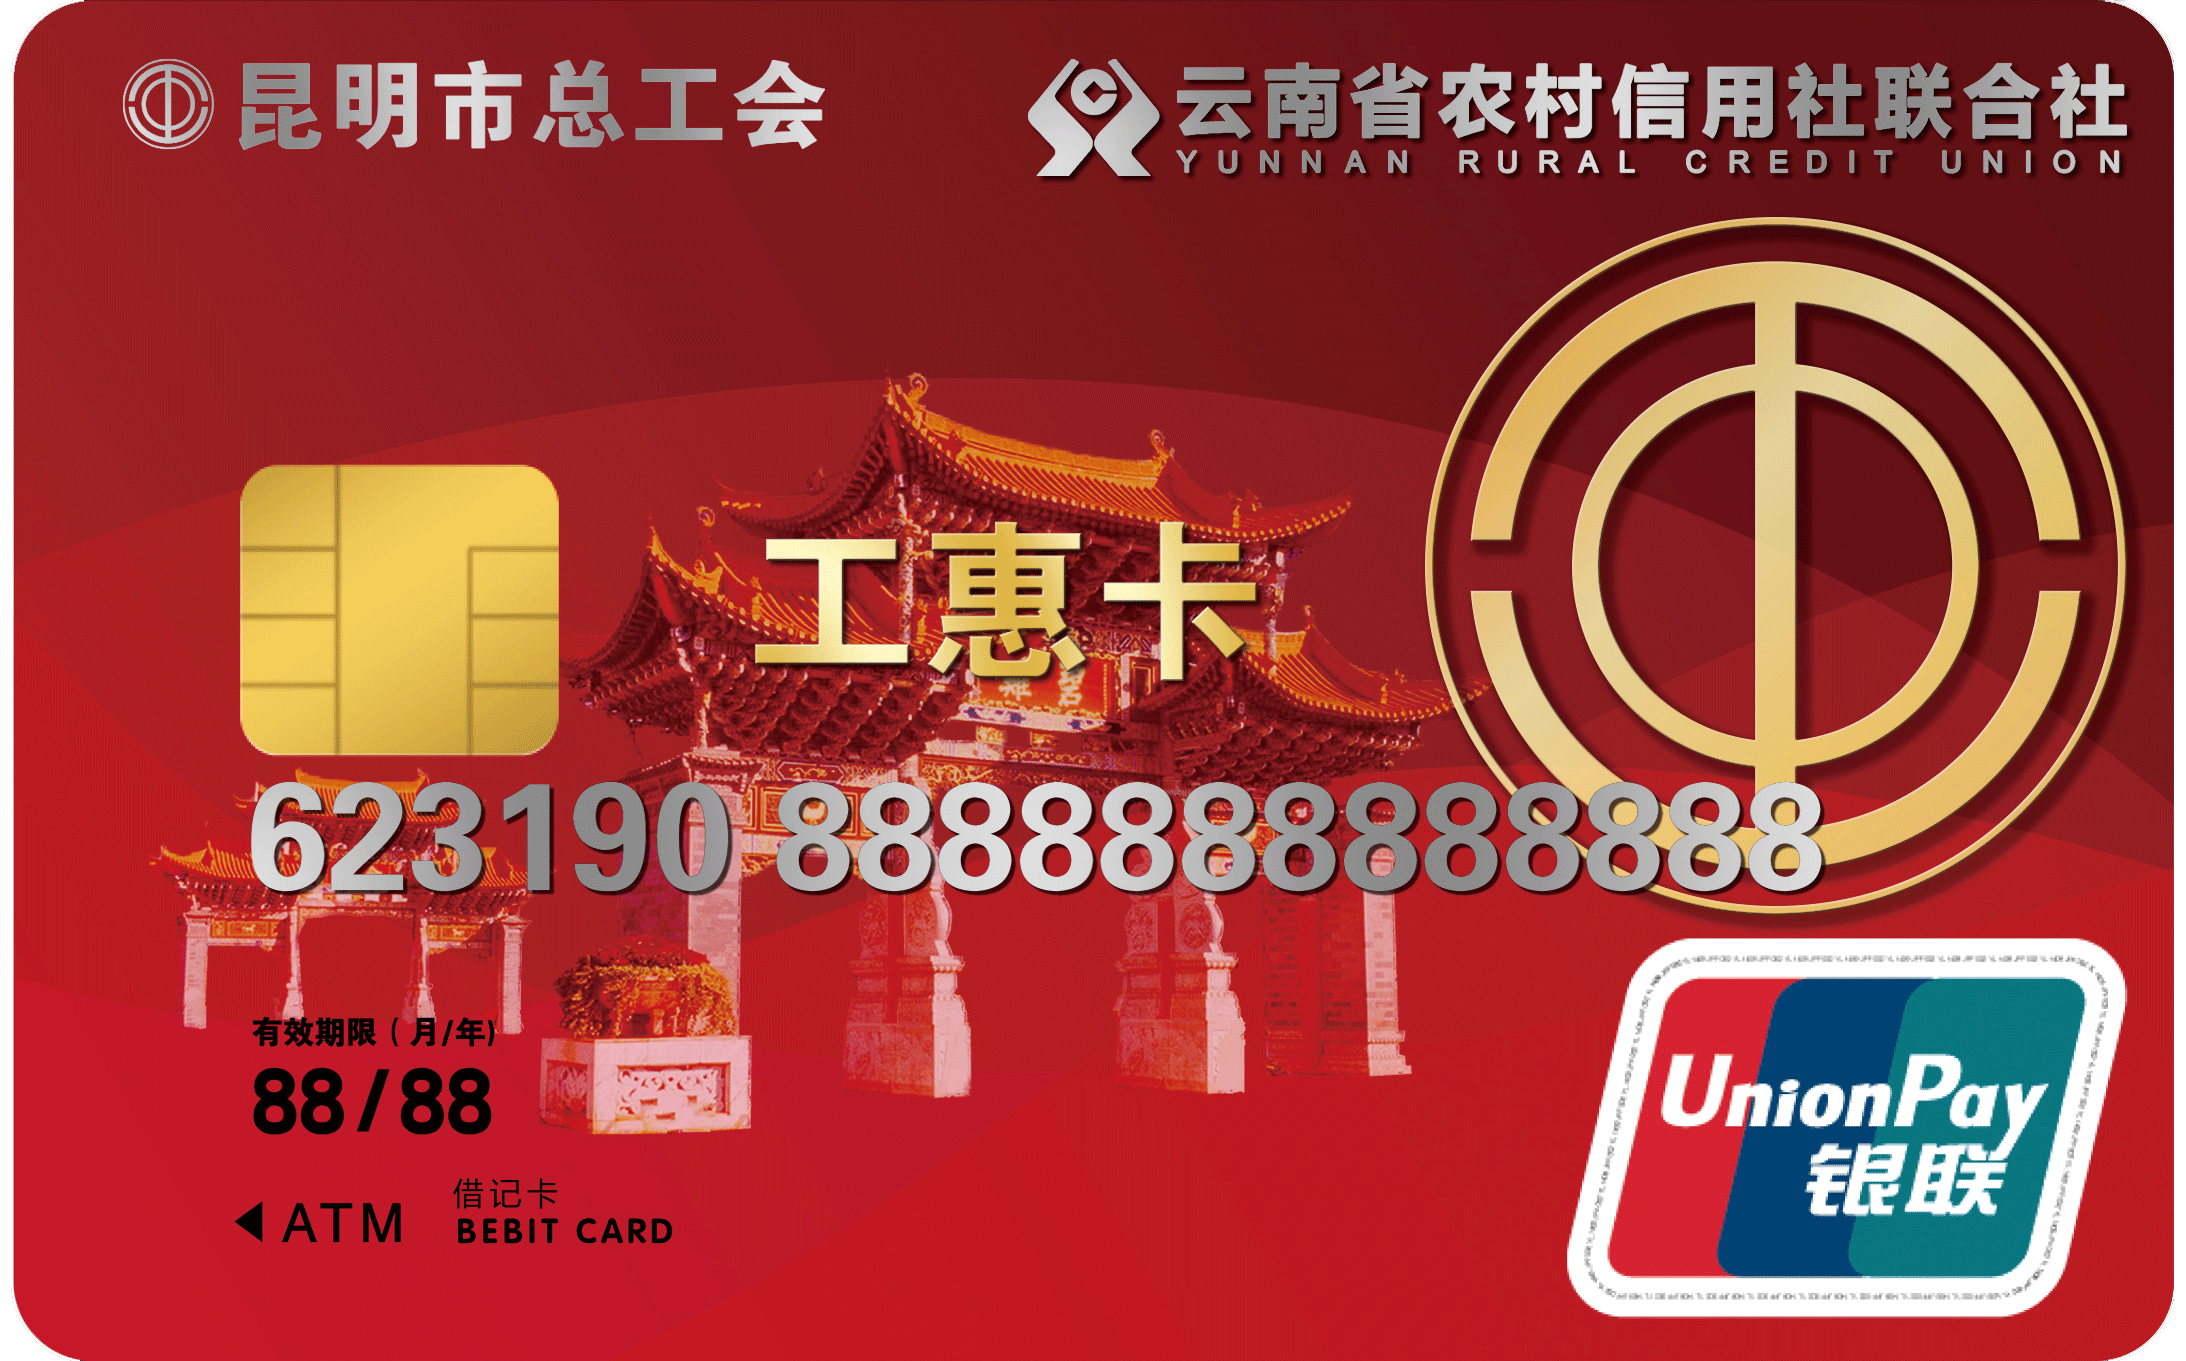 昆明市总工会
云南省农村信用社联合社
YUNNAN RURAL CREDIT UNION
工惠卡
623190 8888888888888
有效期限（月/年)
88/88
ATM
借记卡
BEBIT CARD
UnionPay
银联